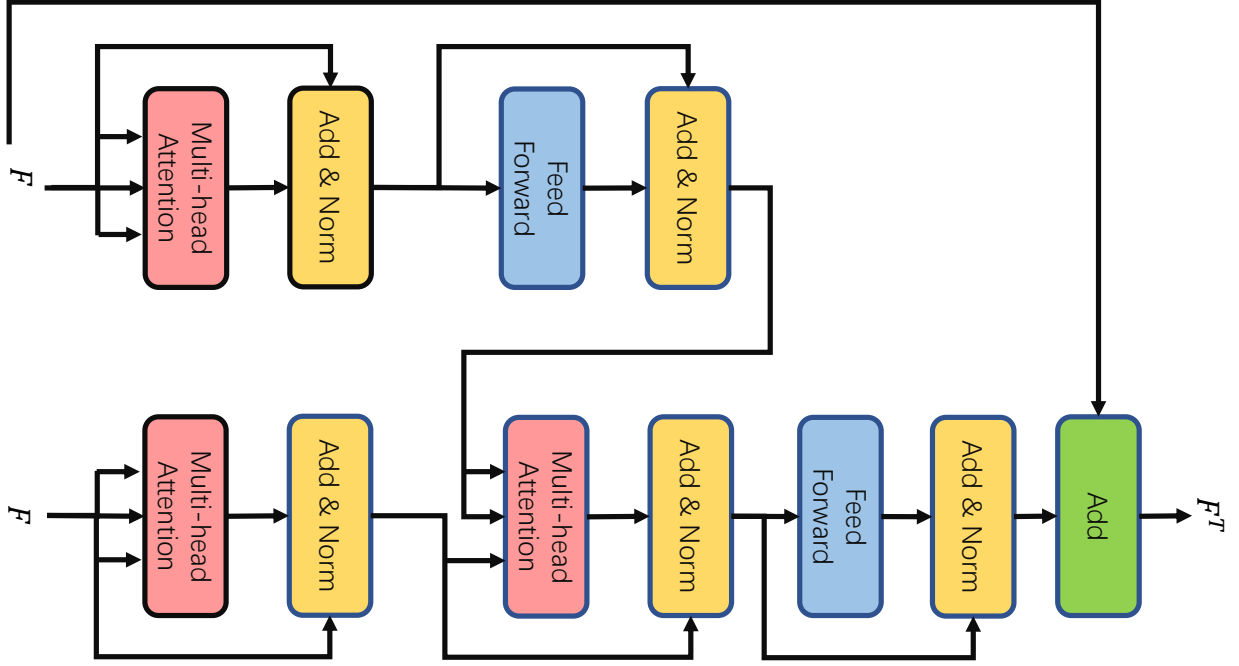 F
Multi-head
Attention
Add & Norm
Feed
Forward
Add & Norm
F
Multi-head
Attention
Add & Norm
Multi-head
Attention
Add & Norm
Feed
Forward
Add & Norm
Add
F^T